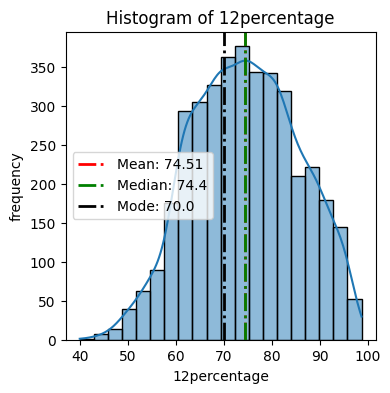 Histogram of 12percentage
frequency
350
300
250
200
150
100
50
0
Mean: 74.51
Median: 74.4
Mode: 70.0
40 50 60 70 80 90 100
12percentage